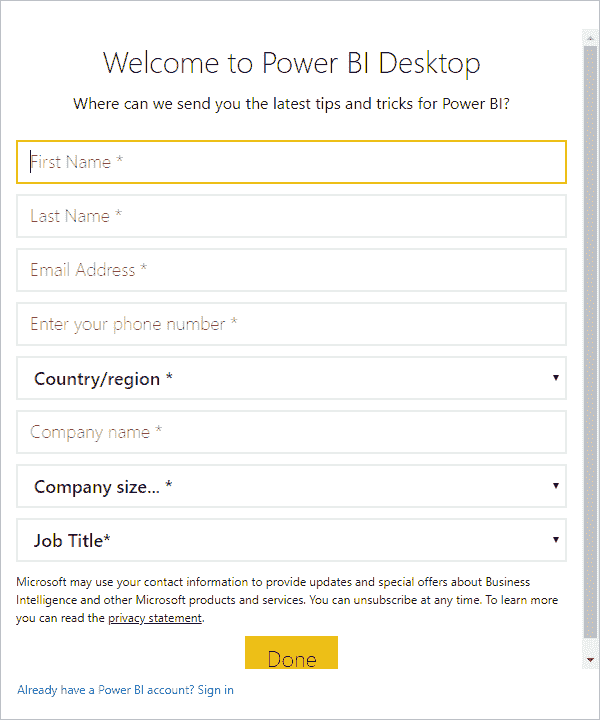 Welcome to Power BI Desktop
Where can we send you the latest tips and tricks for Power BI?
First Name *
Last Name *
Email Address *
Enter your phone number *
Country/region *
Company name *
Company size... *
Job Title*
Microsoft may use your contact information to provide updates and special offers about Business
Intelligence and other Microsoft products and services. You can unsubscribe at any time. To learn more
you can read the privacy statement.
Done
Already have a Power BI account? Sign in